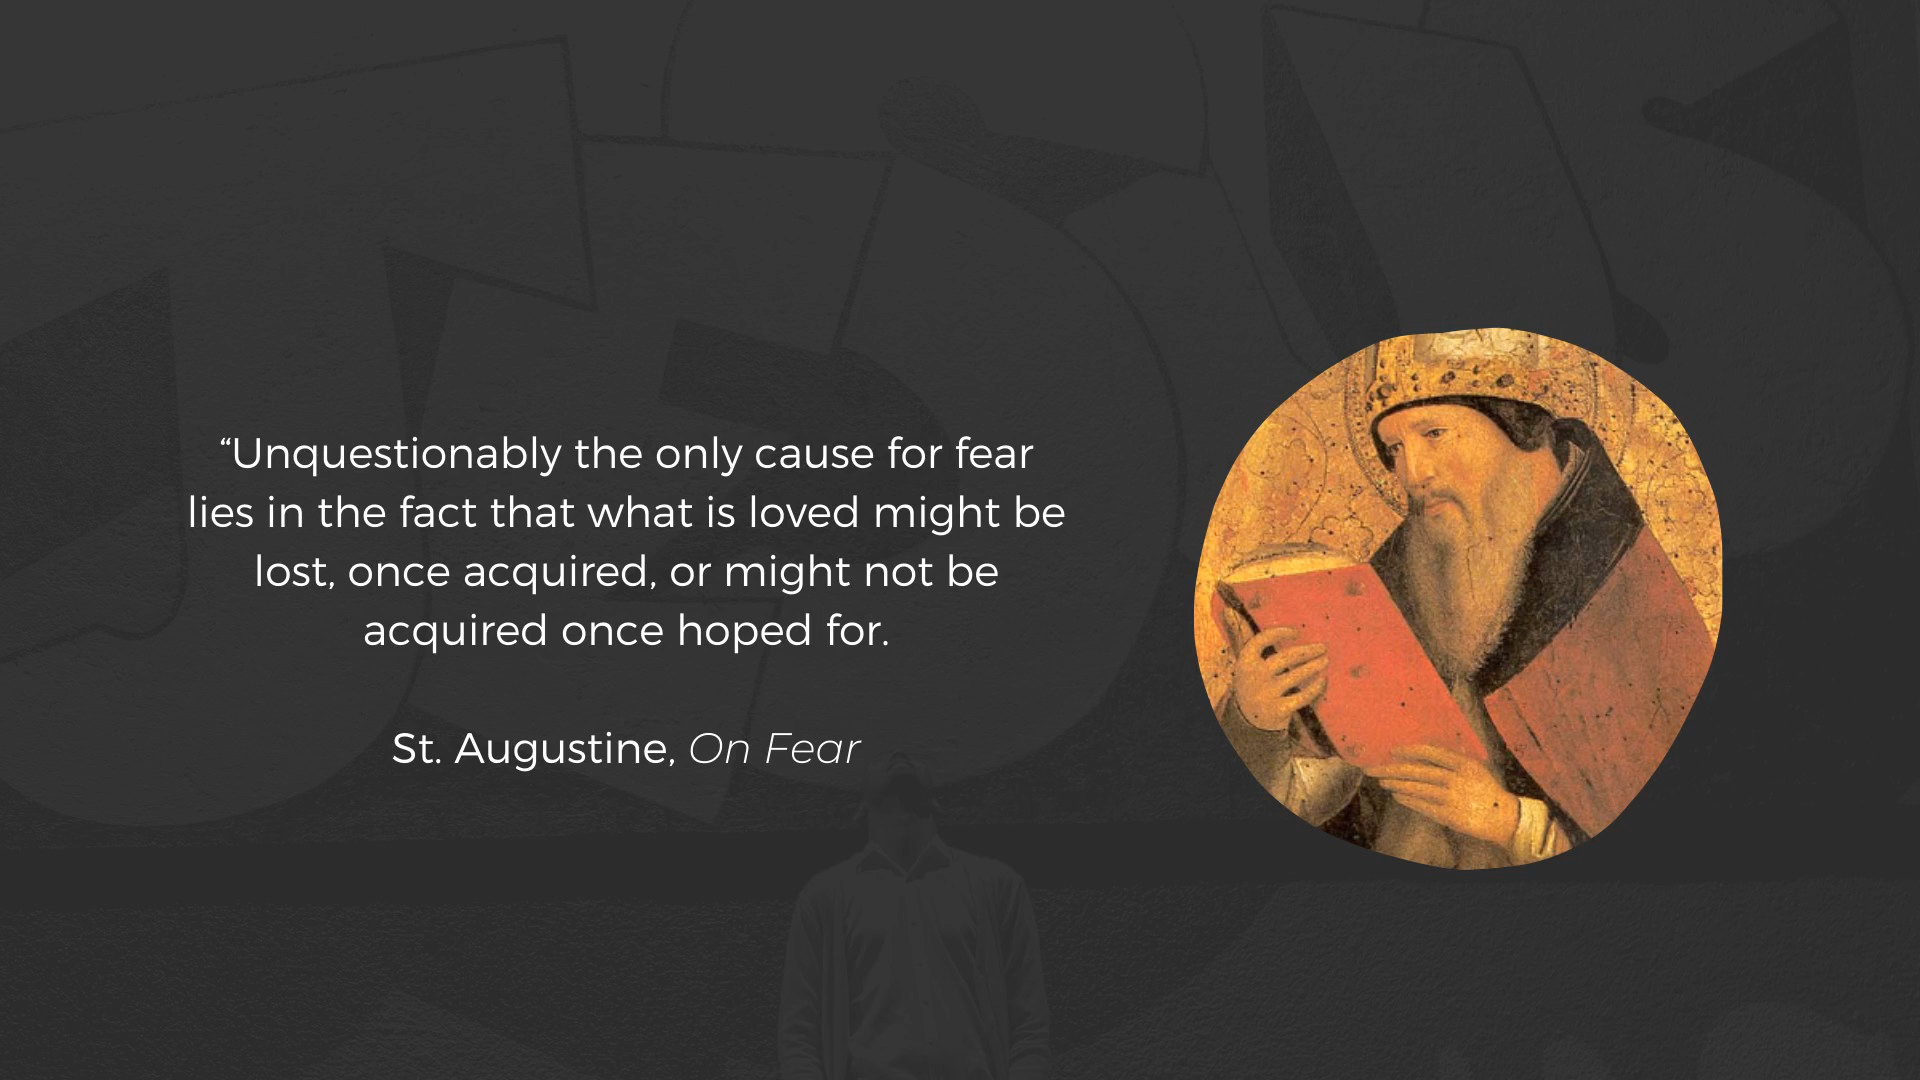 “Unquestionably the only cause for fear
lies in the fact that what is loved might be
lost, once acquired, or might not be
acquired once hoped for.
St. Augustine, On Fear